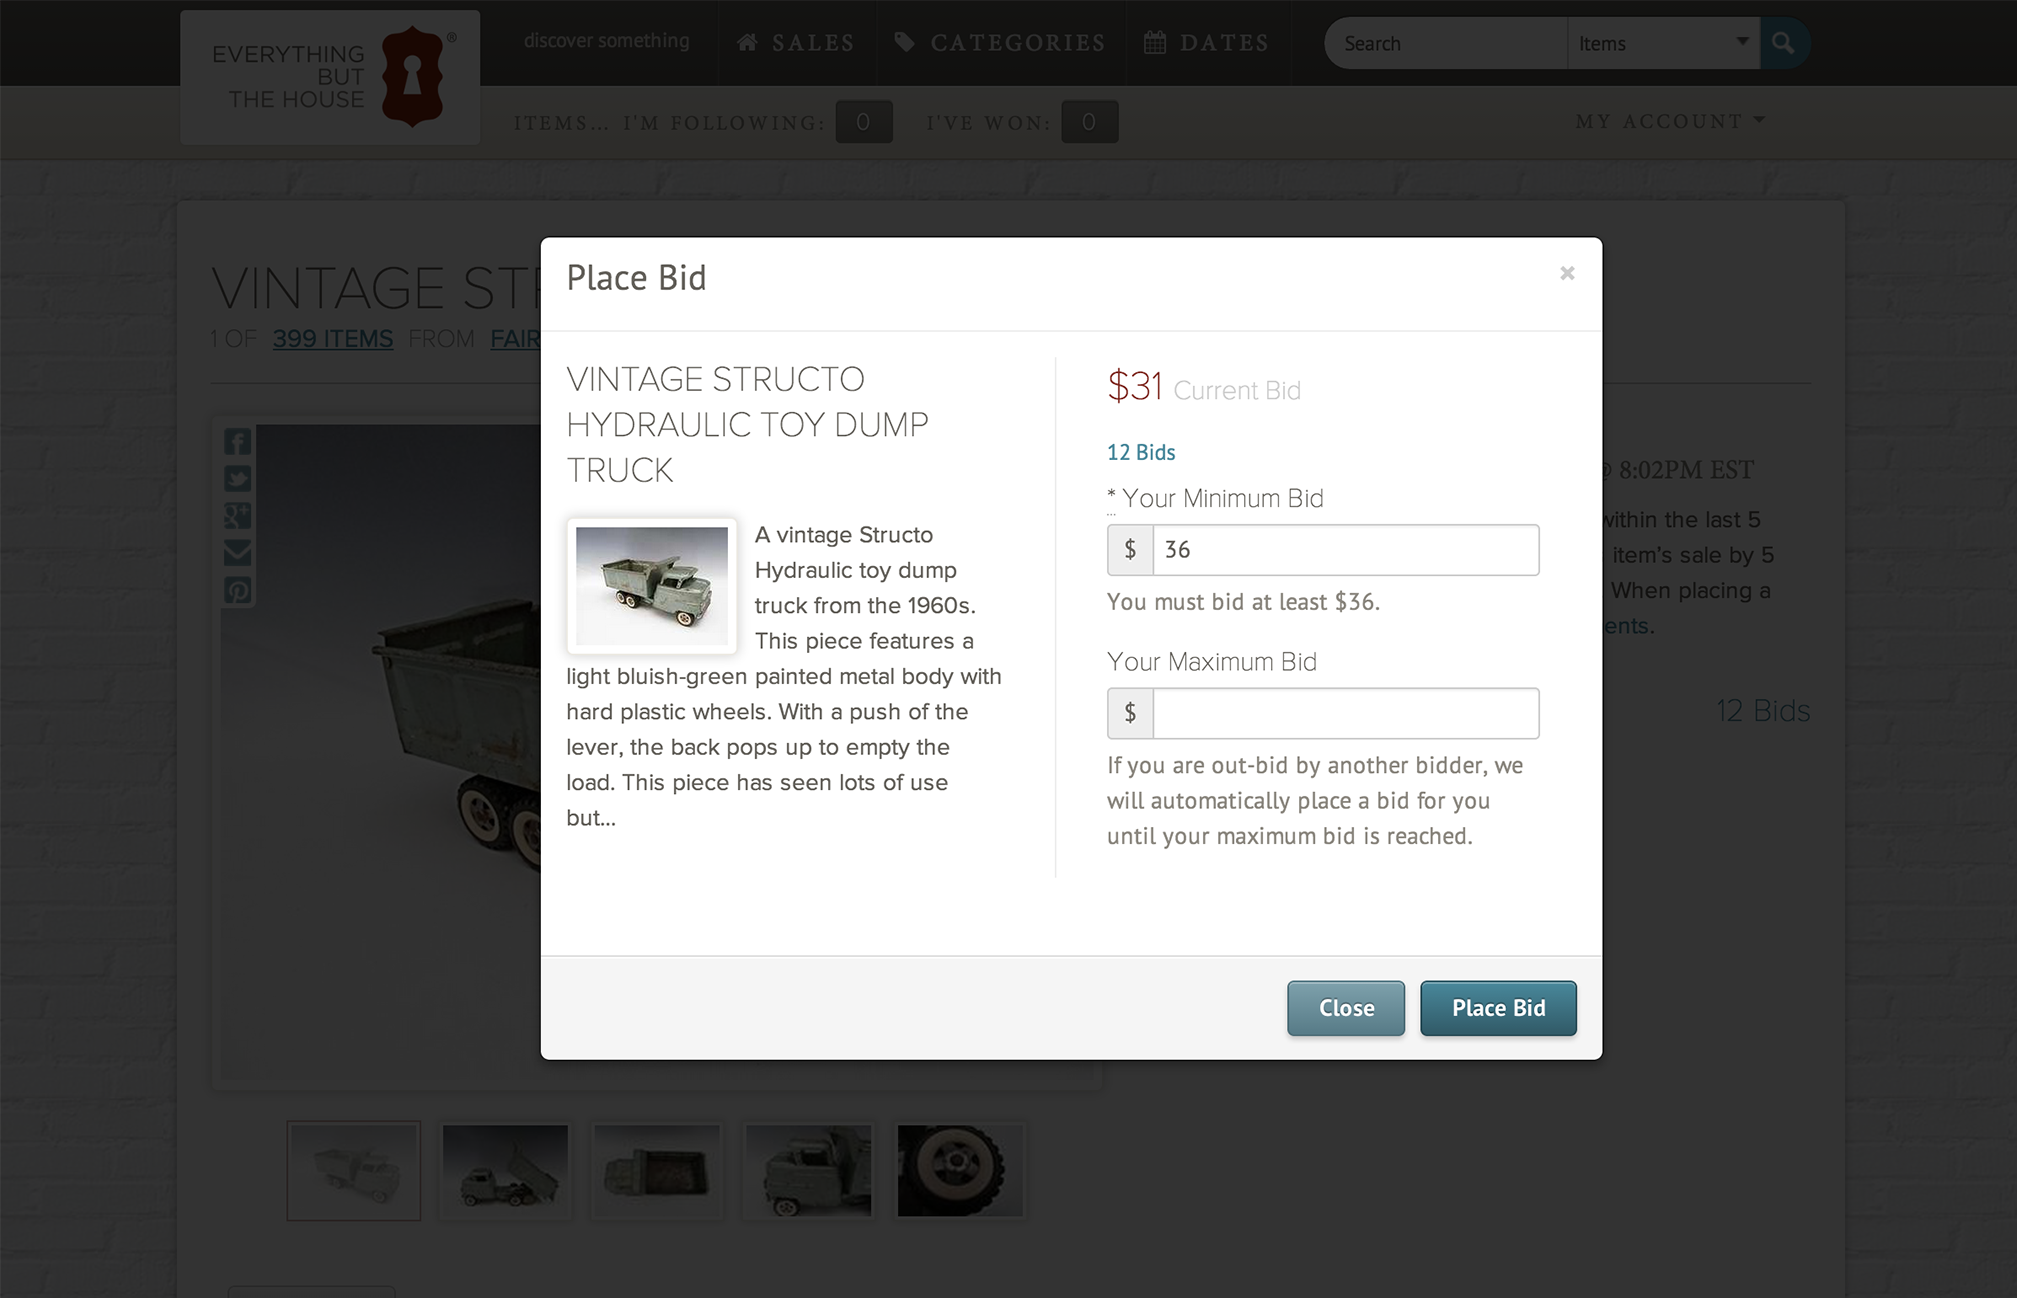 EVERYTHING
BUT
THE HOUSE
®
discover something
SALES
CATEGORIES
DATES
Search
Items
ITEMS... I'M FOLLOWING: 0
I'VE WON: 0
MY ACCOUNT
VINTAGE
1 OF 399 ITEMS FROM FAIR
Place Bid
×
VINTAGE STRUCTO
HYDRAULIC TOY DUMP
TRUCK
A vintage Structo
Hydraulic toy dump
truck from the 1960s.
This piece features a
light bluish-green painted metal body with
hard plastic wheels. With a push of the
lever, the back pops up to empty the
load. This piece has seen lots of use
but...
$31 Current Bid
12 Bids
* Your Minimum Bid
$ 36
You must bid at least $36.
Your Maximum Bid
$
If you are out-bid by another bidder, we
will automatically place a bid for you
until your maximum bid is reached.
Close
Place Bid
8:02PM EST
within the last 5
item's sale by 5
When placing a
ents.
12 Bids